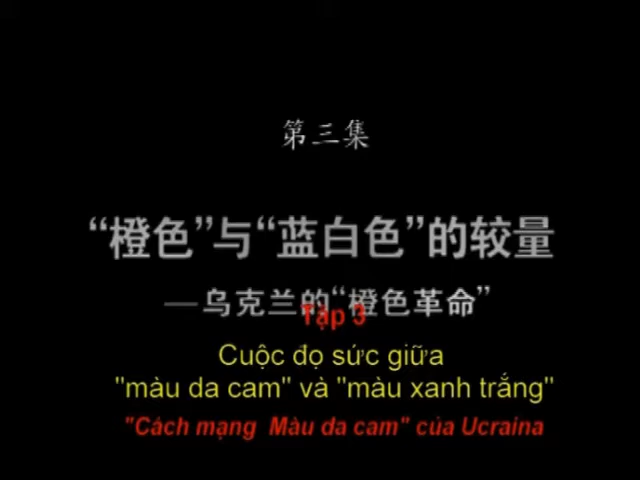 第三集
“橙色”与“蓝白色”的较量
—乌克兰的“橙色革命”
Tập 3
Cuộc đọ sức giữa
"màu da cam" và "màu xanh trắng"
"Cách mạng Màu da cam" của Ucraina